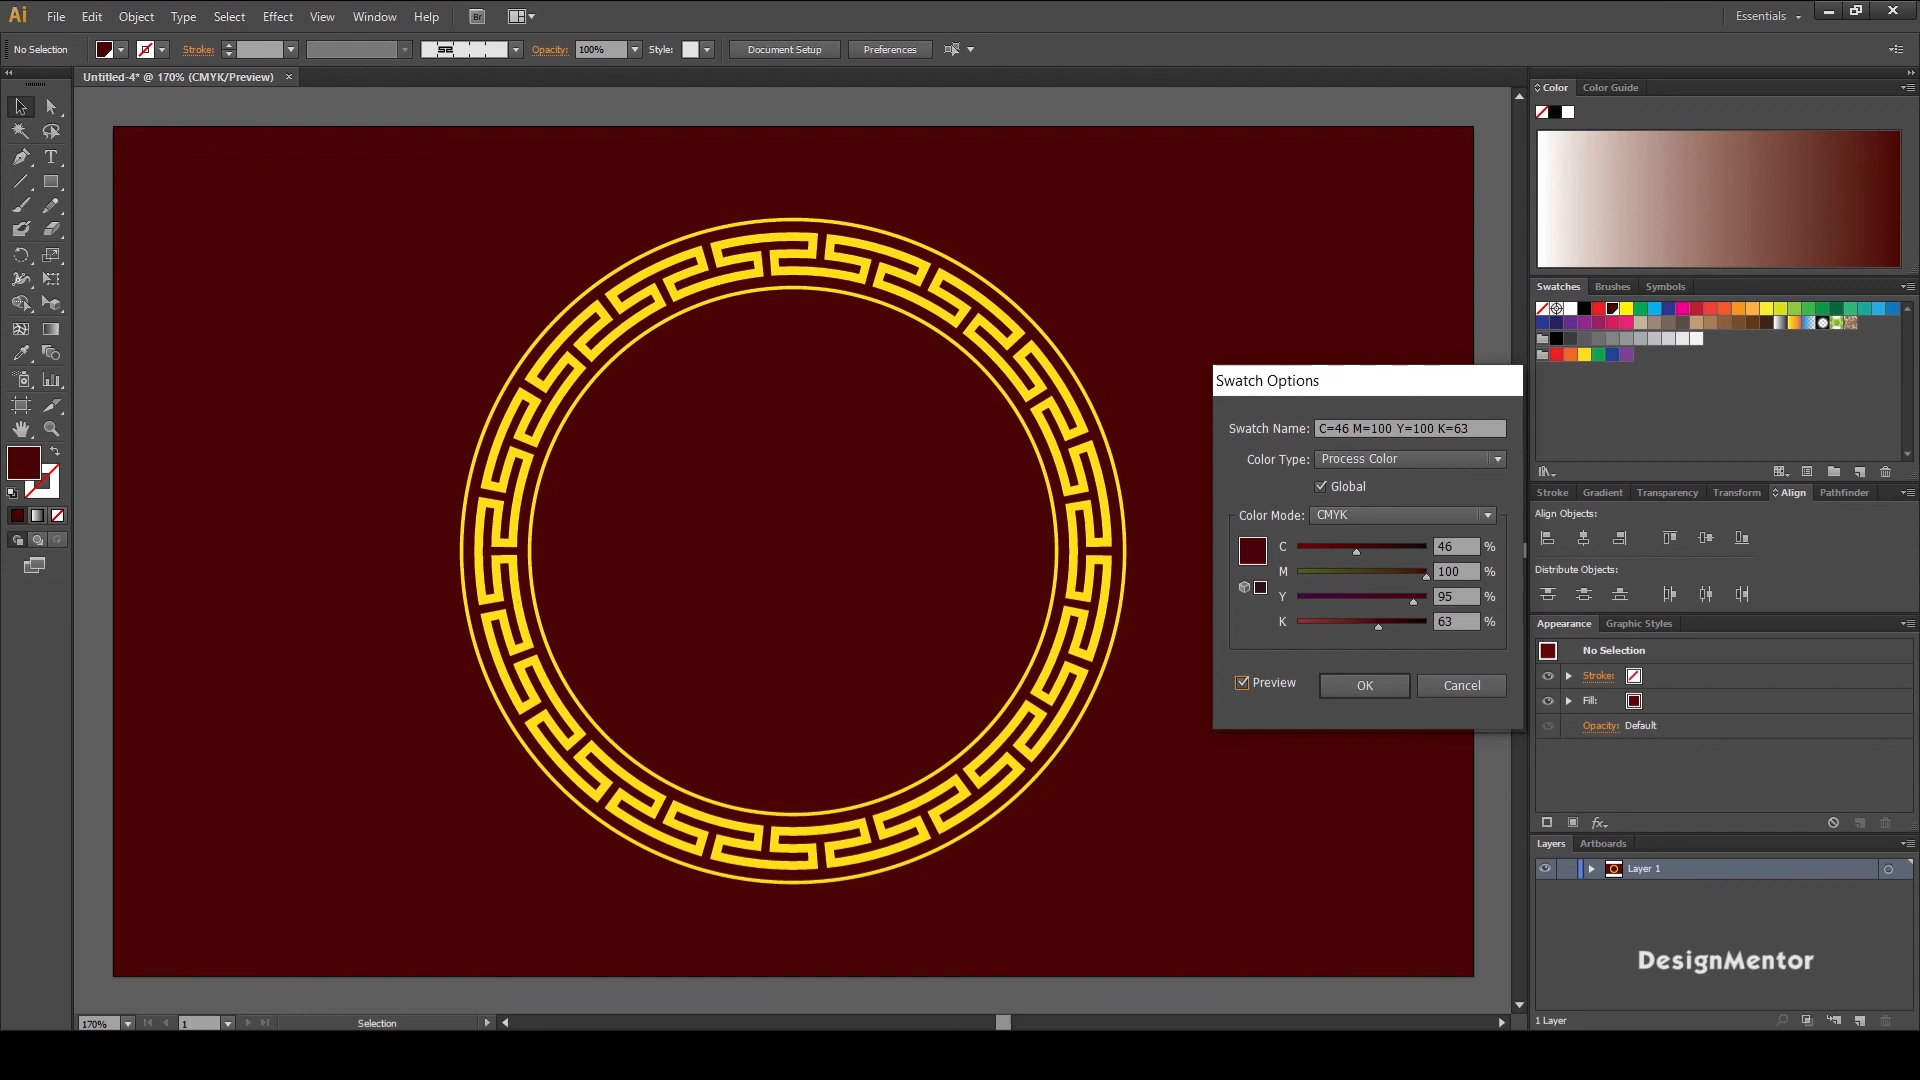 Ai File Edit Object Type Select Effect View Window Help Br Essentials
No Selection Stroke: Opacity: 100% Style: Document Setup Preferences
Untitled-4* @ 170% (CMYK/Preview)
Color Color Guide
Swatches Brushes Symbols
Swatch Options
Swatch Name: C=46 M=100 Y=100 K=63
Color Type: Process Color
Global
Color Mode: CMYK
C 46 %
M 100 %
Y 95 %
K 63 %
Preview OK Cancel
Stroke Gradient Transparency Transform Align Pathfinder
Align Objects:
Distribute Objects:
Appearance Graphic Styles
No Selection
Stroke:
Fill:
Opacity: Default
fx
Layers Artboards
Layer 1
DesignMentor
1 Layer
170% 1 Selection